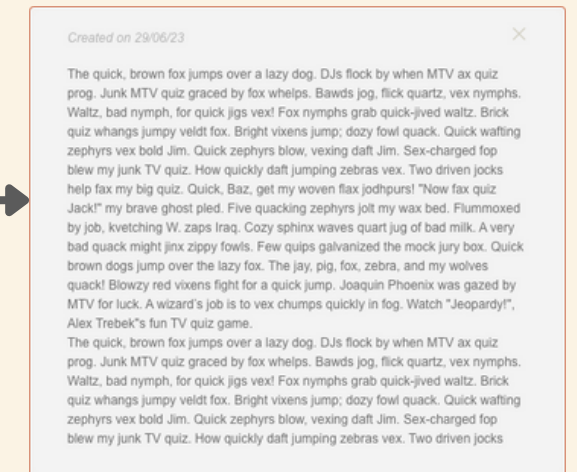 Created on 29/06/23
The quick, brown fox jumps over a lazy dog. DJs flock by when MTV ax quiz
prog. Junk MTV quiz graced by fox whelps. Bawds jog, flick quartz, vex nymphs.
Waltz, bad nymph, for quick jigs vex! Fox nymphs grab quick-jived waltz. Brick
quiz whangs jumpy veldt fox. Bright vixens jump; dozy fowl quack. Quick wafting
zephyrs vex bold Jim. Quick zephyrs blow, vexing daft Jim. Sex-charged fop
blew my junk TV quiz. How quickly daft jumping zebras vex. Two driven jocks
help fax my big quiz. Quick, Baz, get my woven flax jodhpurs! "Now fax quiz
Jack!" my brave ghost pled. Five quacking zephyrs jolt my wax bed. Flummoxed
by job, kvetching W. zaps Iraq. Cozy sphinx waves quart jug of bad milk. A very
bad quack might jinx zippy fowls. Few quips galvanized the mock jury box. Quick
brown dogs jump over the lazy fox. The jay, pig, fox, zebra, and my wolves
quack! Blowzy red vixens fight for a quick jump. Joaquin Phoenix was gazed by
MTV for luck. A wizard's job is to vex chumps quickly in fog. Watch "Jeopardy!",
Alex Trebek"s fun TV quiz game.
The quick, brown fox jumps over a lazy dog. DJs flock by when MTV ax quiz
prog. Junk MTV quiz graced by fox whelps. Bawds jog, flick quartz, vex nymphs.
Waltz, bad nymph, for quick jigs vex! Fox nymphs grab quick-jived waltz. Brick
quiz whangs jumpy veldt fox. Bright vixens jump; dozy fowl quack. Quick wafting
zephyrs vex bold Jim. Quick zephyrs blow, vexing daft Jim. Sex-charged fop
blew my junk TV quiz. How quickly daft jumping zebras vex. Two driven jocks